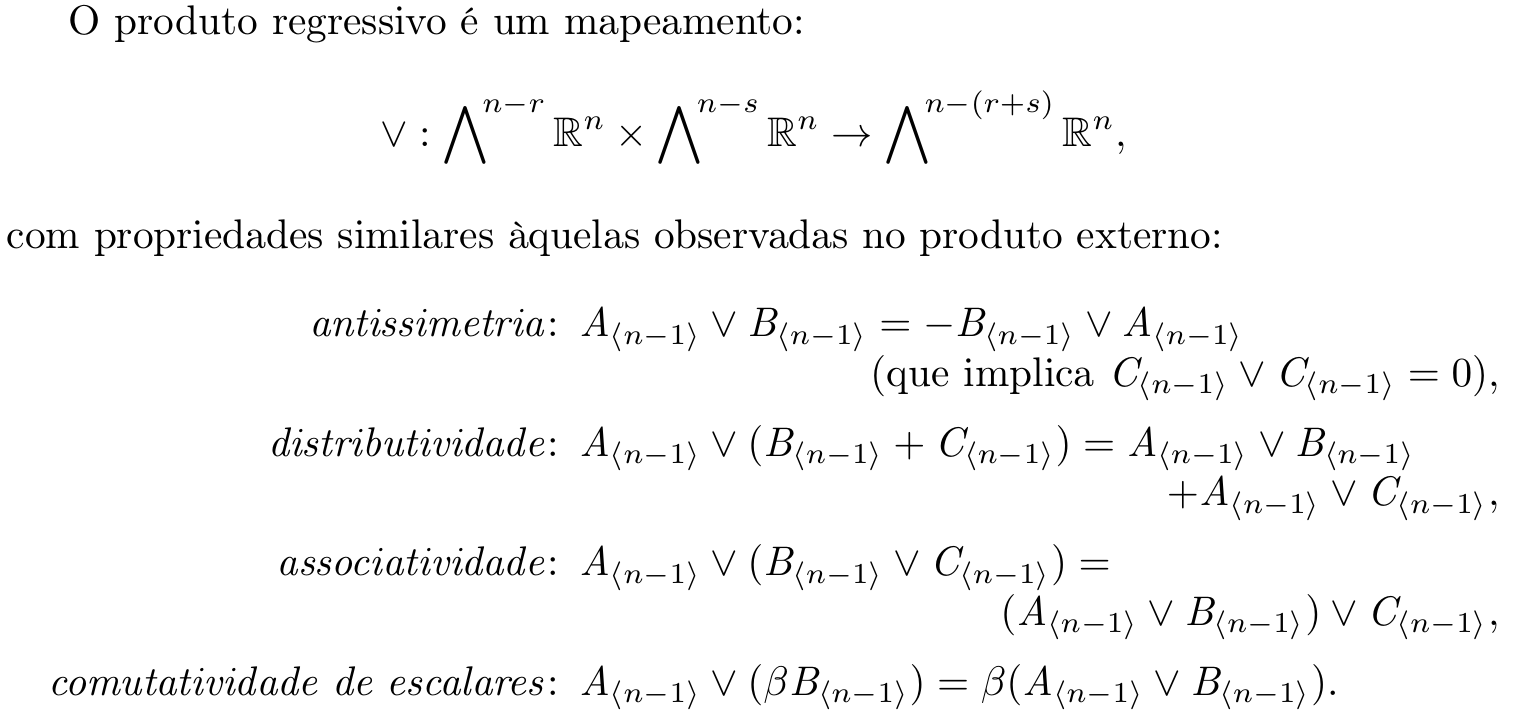 O produto regressivo é um mapeamento:
∨ : ⋀^{n−r} ℝ^n × ⋀^{n−s} ℝ^n → ⋀^{n−(r+s)} ℝ^n,
com propriedades similares àquelas observadas no produto externo:
antissimetria: A_{⟨n−1⟩} ∨ B_{⟨n−1⟩} = −B_{⟨n−1⟩} ∨ A_{⟨n−1⟩}
(que implica C_{⟨n−1⟩} ∨ C_{⟨n−1⟩} = 0),
distributividade: A_{⟨n−1⟩} ∨ (B_{⟨n−1⟩} + C_{⟨n−1⟩}) = A_{⟨n−1⟩} ∨ B_{⟨n−1⟩}
+A_{⟨n−1⟩} ∨ C_{⟨n−1⟩},
associatividade: A_{⟨n−1⟩} ∨ (B_{⟨n−1⟩} ∨ C_{⟨n−1⟩}) =
(A_{⟨n−1⟩} ∨ B_{⟨n−1⟩}) ∨ C_{⟨n−1⟩},
comutatividade de escalares: A_{⟨n−1⟩} ∨ (βB_{⟨n−1⟩}) = β(A_{⟨n−1⟩} ∨ B_{⟨n−1⟩}).